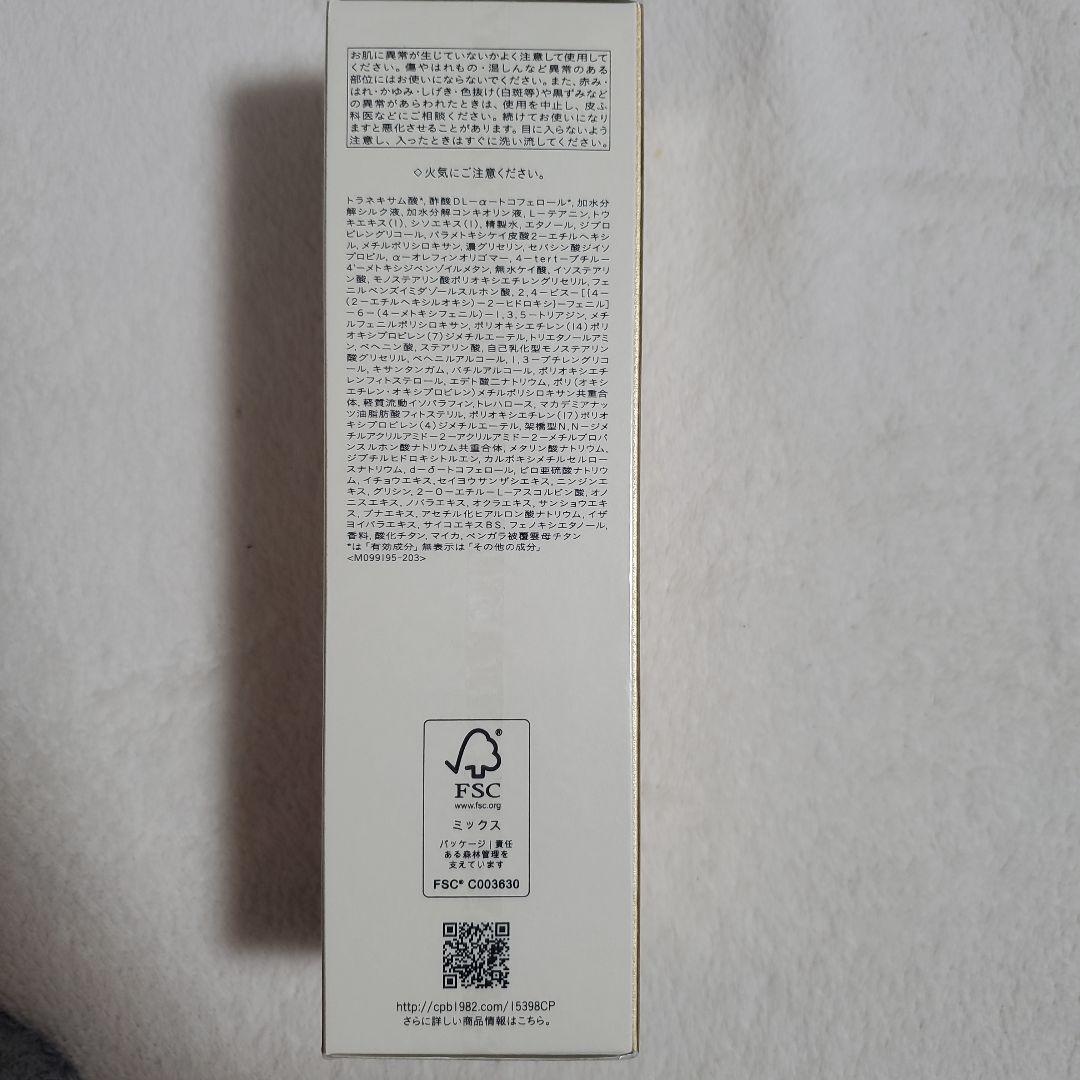 お肌に異常が生じていないかよく注意して使用して
ください。傷やはれもの・湿しんなど異常のある
部位にはお使いにならないでください。また、赤み・
はれ・かゆみ・しげき・色抜け(白斑等)や黒ずみなど
の異常があらわれたときは、使用を中止し、皮ふ
科医などにご相談ください。続けてお使いになり
ますと悪化させることがあります。目に入らないよう
注意し、入ったときはすぐに洗い流してください。
◇火気にご注意ください。
トラネキサム酸*, 酢酸DL-α-トコフェロール*, 加水分
解シルク液, 加水分解コンキオリン液, L-テアニン, トウ
キエキス(1), シソエキス(1), 精製水, エタノール, ジプロ
ピレングリコール, パラメトキシケイ皮酸2-エチルヘキシ
ル, メチルポリシロキサン, 濃グリセリン, セバシン酸ジイソ
プロピル, α-オレフィンオリゴマー, 4-tert-ブチル-
4'-メトキシジベンゾイルメタン, 無水ケイ酸, イソステアリ
ン酸, モノステアリン酸ポリオキシエチレングリセリル, フェ
ニルベンズイミダゾールスルホン酸, 2,4-ビス-[{4-
(2-エチルヘキシルオキシ)-2-ヒドロキシ}-フェニル]
-6-(4-メトキシフェニル)-1,3,5-トリアジン, メチ
ルフェニルポリシロキサン, ポリオキシエチレン(14)ポリ
オキシプロピレン(7)ジメチルエーテル, トリエタノールアミ
ン, ベヘニン酸, ステアリン酸, 自己乳化型モノステアリン
酸グリセリル, ベヘニルアルコール, 1,3-ブチレングリコ
ール, キサンタンガム, バチルアルコール, ポリオキシエチ
レンフィトステロール, エデト酸二ナトリウム, ポリ(オキシ
エチレン・オキシプロピレン)メチルポリシロキサン共重合
体, 軽質流動イソパラフィン, トレハロース, マカデミアナッ
ツ油脂肪酸フィトステリル, ポリオキシエチレン(17)ポリオ
キシプロピレン(4)ジメチルエーテル, 架橋型N,N-ジメ
チルアクリルアミド-2-アクリルアミド-2-メチルプロパ
ンスルホン酸ナトリウム共重合体, メタリン酸ナトリウム,
ジブチルヒドロキシトルエン, カルボキシメチルセルロー
スナトリウム, d-δ-トコフェロール, ピロ亜硫酸ナトリウ
ム, イチョウエキス, セイヨウサンザシエキス, ニンジンエ
キス, グリシン, 2-O-エチル-L-アスコルビン酸, オノ
ニスエキス, ノバラエキス, オクラエキス, サンショウエキ
ス, ブナエキス, アセチル化ヒアルロン酸ナトリウム, イザ
ヨイバラエキス, サイコエキスBS, フェノキシエタノール,
香料, 酸化チタン, マイカ, ベンガラ被覆雲母チタン
*は「有効成分」無表示は「その他の成分」
<M099195-203>
FSC®
www.fsc.org
ミックス
パッケージ|責任
ある森林管理を
支えています
FSC® C003630
http://cpb1982.com/15398CP
さらに詳しい商品情報はこちら。